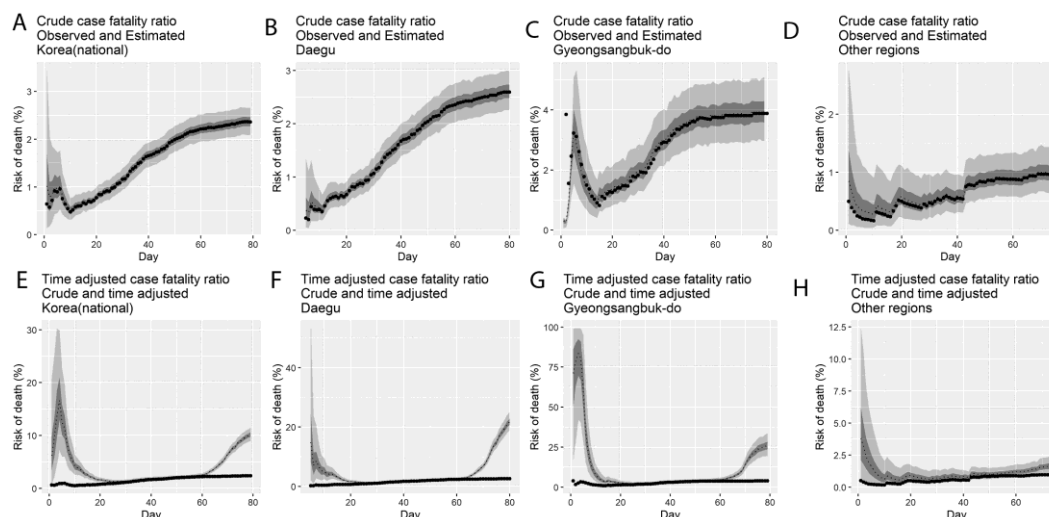 A
Crude case fatality ratio
Observed and Estimated
Korea(national)
Risk of death (%)
3
2
1
0
0
20
40
60
80
Day
B
Crude case fatality ratio
Observed and Estimated
Daegu
Risk of death (%)
3
2
1
0
0
20
40
60
80
Day
C
Crude case fatality ratio
Observed and Estimated
Gyeongsangbuk-do
Risk of death (%)
4
2
0
0
20
40
60
80
Day
D
Crude case fatality ratio
Observed and Estimated
Other regions
Risk of death (%)
2
1
0
0
20
40
60
Day
E
Time adjusted case fatality ratio
Crude and time adjusted
Korea(national)
Risk of death (%)
30
20
10
0
0
20
40
60
80
Day
F
Time adjusted case fatality ratio
Crude and time adjusted
Daegu
Risk of death (%)
40
20
0
0
20
40
60
80
Day
G
Time adjusted case fatality ratio
Crude and time adjusted
Gyeongsangbuk-do
Risk of death (%)
100
75
50
25
0
0
20
40
60
80
Day
H
Time adjusted case fatality ratio
Crude and time adjusted
Other regions
Risk of death (%)
12.5
10.0
7.5
5.0
2.5
0.0
0
20
40
60
Day